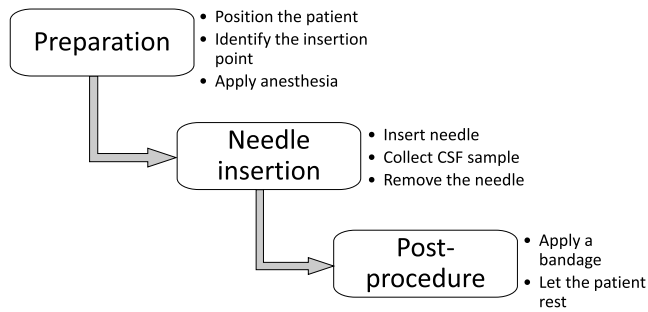 Preparation
• Position the patient
• Identify the insertion
point
• Apply anesthesia
Needle
insertion
• Insert needle
• Collect CSF sample
• Remove the needle
Post-
procedure
• Apply a
bandage
• Let the patient
rest